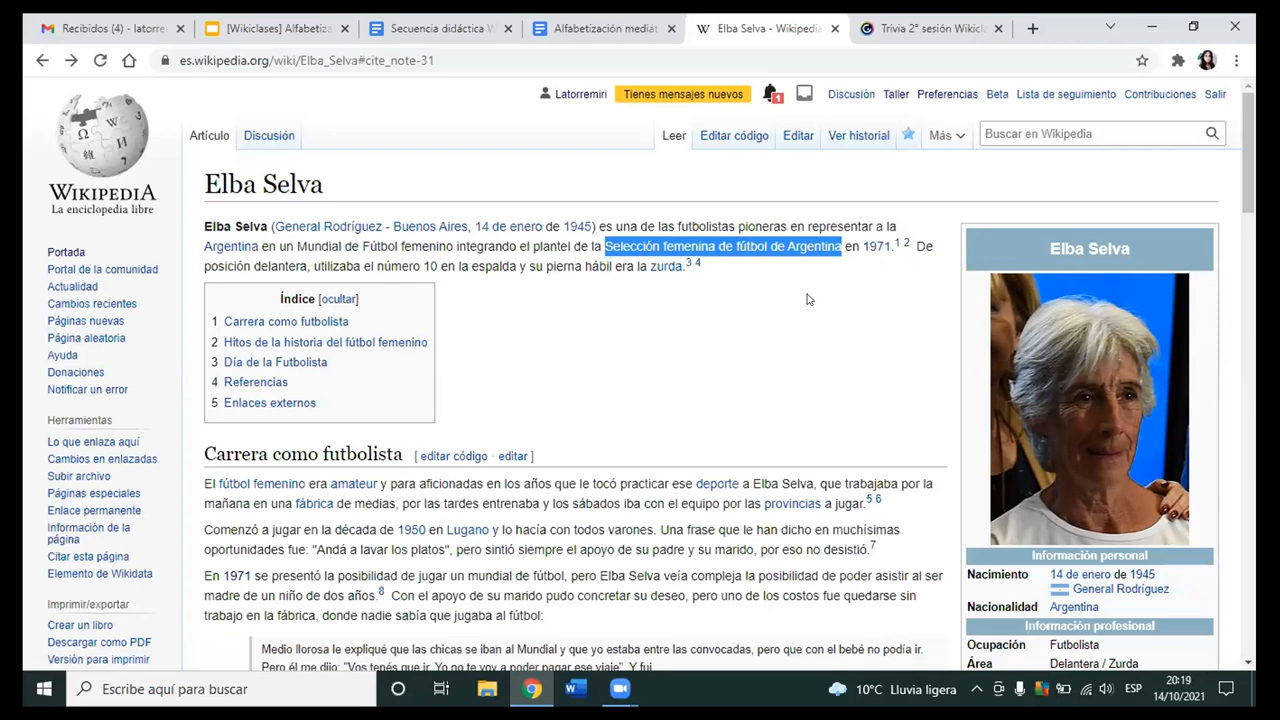 Recibidos (4) - latorre
[Wikiclases] Alfabetiza
Secuencia didáctica W
Alfabetización mediát
Elba Selva - Wikipedia
Trivia 2° sesión Wikicla
es.wikipedia.org/wiki/Elba_Selva#cite_note-31
Latorremiri
Tienes mensajes nuevos
1
Discusión Taller Preferencias Beta Lista de seguimiento Contribuciones Salir
Artículo Discusión
Leer Editar código Editar Ver historial Más
Buscar en Wikipedia
WIKIPEDIA
La enciclopedia libre
Portada
Portal de la comunidad
Actualidad
Cambios recientes
Páginas nuevas
Página aleatoria
Ayuda
Donaciones
Notificar un error
Herramientas
Lo que enlaza aquí
Cambios en enlazadas
Subir archivo
Páginas especiales
Enlace permanente
Información de la
página
Citar esta página
Elemento de Wikidata
Imprimir/exportar
Crear un libro
Descargar como PDF
Versión para imprimir
Elba Selva
Elba Selva (General Rodríguez - Buenos Aires, 14 de enero de 1945) es una de las futbolistas pioneras en representar a la
Argentina en un Mundial de Fútbol femenino integrando el plantel de la Selección femenina de fútbol de Argentina en 1971.1 2 De
posición delantera, utilizaba el número 10 en la espalda y su pierna hábil era la zurda.3 4
Índice [ocultar]
1 Carrera como futbolista
2 Hitos de la historia del fútbol femenino
3 Día de la Futbolista
4 Referencias
5 Enlaces externos
Carrera como futbolista [ editar código · editar ]
El fútbol femenino era amateur y para aficionadas en los años que le tocó practicar ese deporte a Elba Selva, que trabajaba por la
mañana en una fábrica de medias, por las tardes entrenaba y los sábados iba con el equipo por las provincias a jugar.5 6
Comenzó a jugar en la década de 1950 en Lugano y lo hacía con todos varones. Una frase que le han dicho en muchísimas
oportunidades fue: "Andá a lavar los platos", pero sintió siempre el apoyo de su padre y su marido, por eso no desistió.7
En 1971 se presentó la posibilidad de jugar un mundial de fútbol, pero Elba Selva veía compleja la posibilidad de poder asistir al ser
madre de un niño de dos años.8 Con el apoyo de su marido pudo concretar su deseo, pero uno de los costos fue quedarse sin
trabajo en la fábrica, donde nadie sabía que jugaba al fútbol:
Medio llorosa le expliqué que las chicas se iban al Mundial y que yo estaba entre las convocadas, pero que con el bebé no podía ir.
Pero él me dijo: "Vos tenés que ir. Yo no te voy a poder pagar ese viaje". Y fui
Elba Selva
Información personal
Nacimiento 14 de enero de 1945
General Rodríguez
Nacionalidad Argentina
Información profesional
Ocupación Futbolista
Área Delantera / Zurda
Escribe aquí para buscar
10°C Lluvia ligera
ESP
20:19
14/10/2021